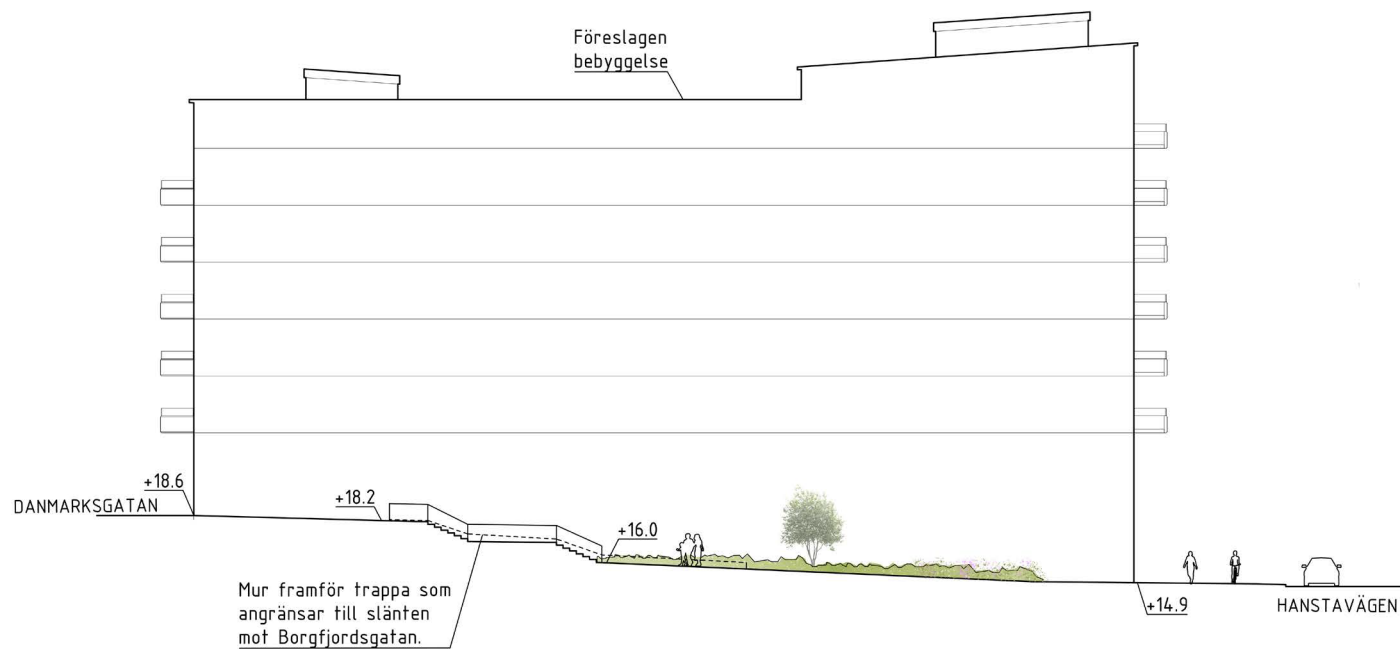 Föreslagen
bebyggelse
+18.6
DANMARKSGATAN
+18.2
+16.0
Mur framför trappa som
angränsar till slänten
mot Borgfjordsgatan.
+14.9
HANSTAVÄGEN